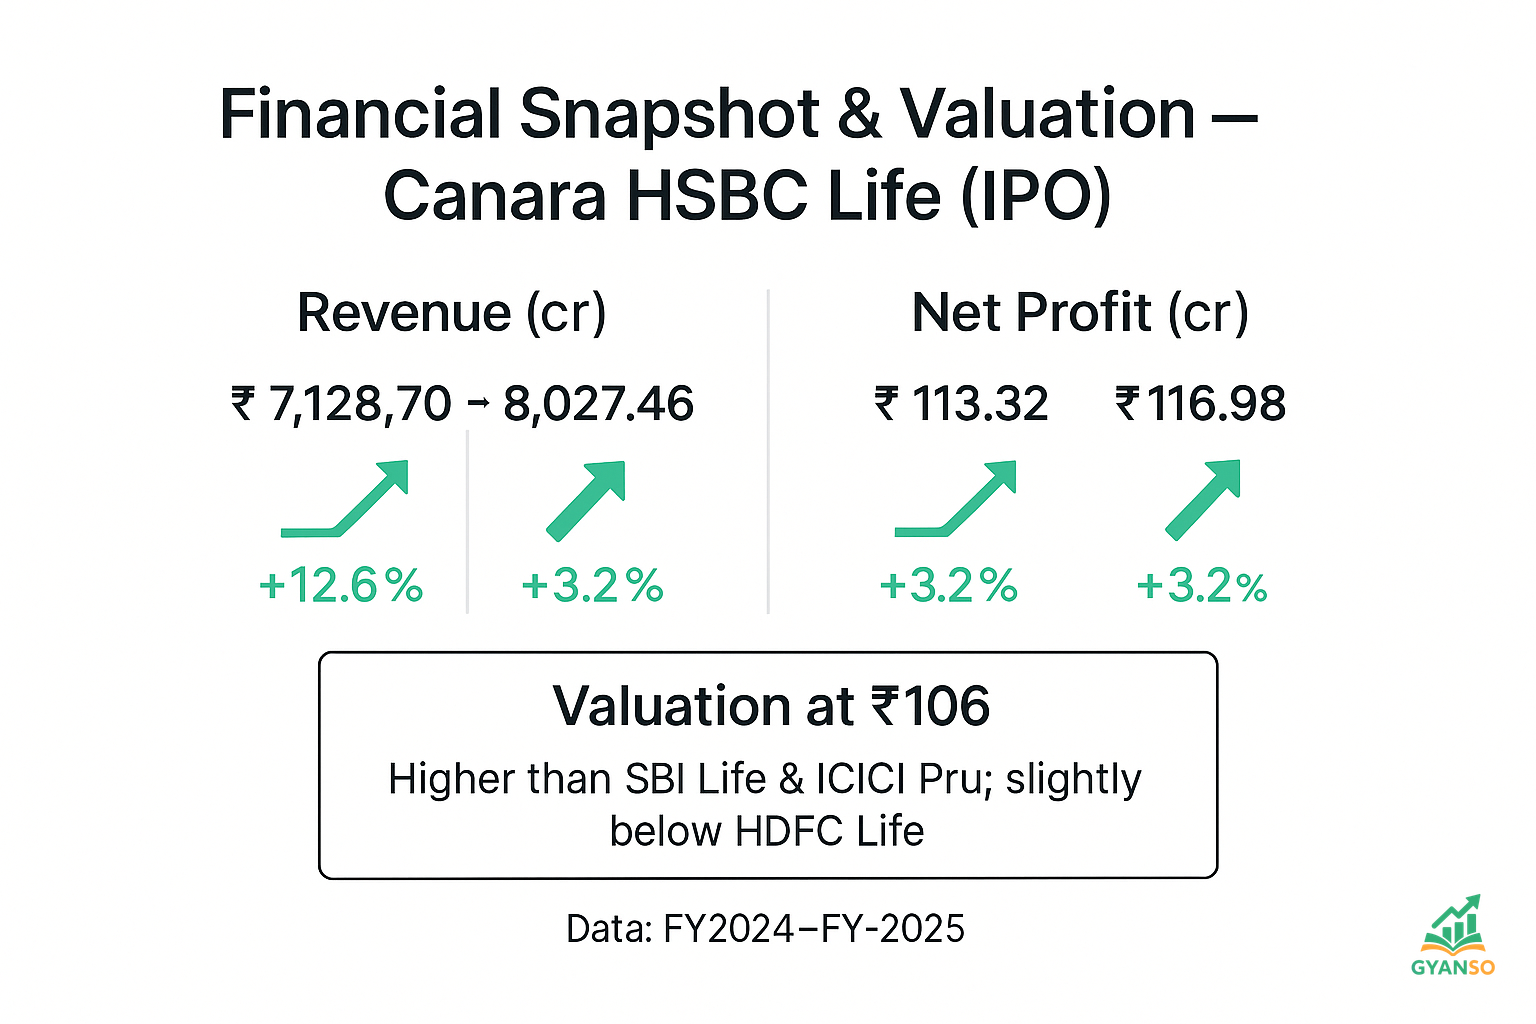 Financial Snapshot & Valuation –
Canara HSBC Life (IPO)
Revenue (cr)
₹ 7,128,70 → 8,027.46
+12.6%
+3.2%
Net Profit (cr)
₹ 113.32 ₹116.98
+3.2%
+3.2%
Valuation at ₹106
Higher than SBI Life & ICICI Pru; slightly
below HDFC Life
Data: FY2024–FY-2025
GYANSO